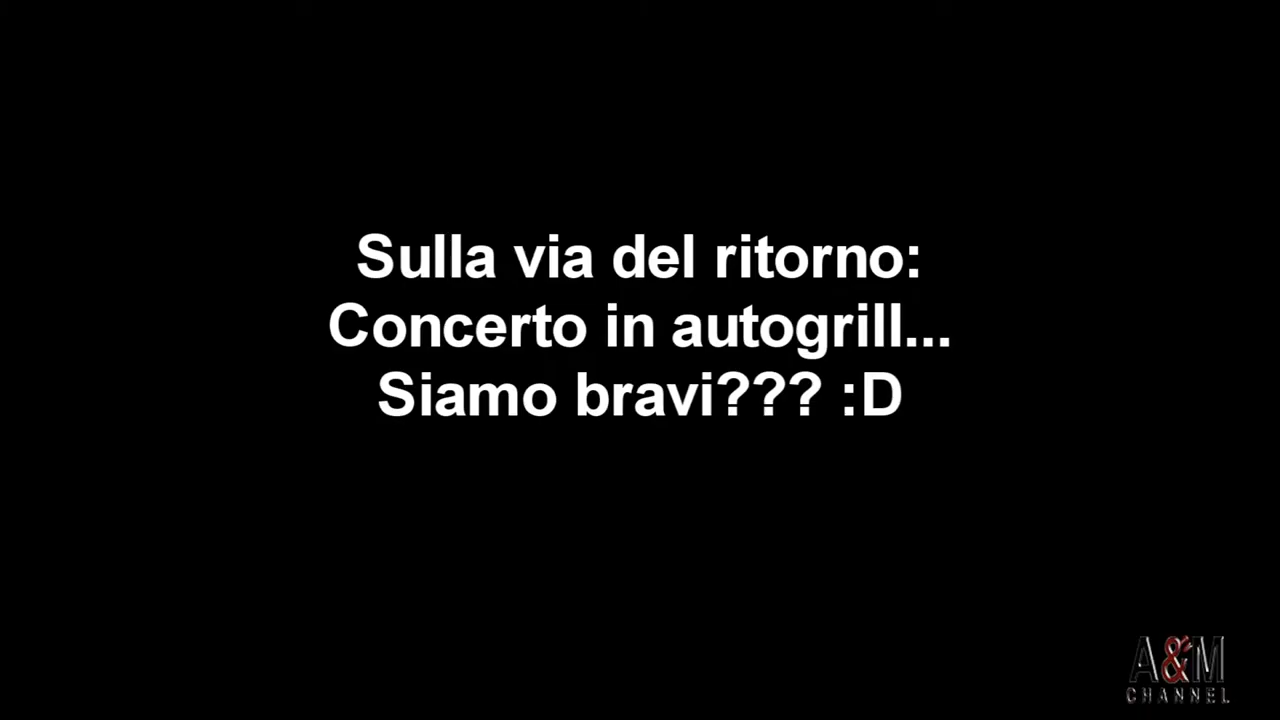 Sulla via del ritorno:
Concerto in autogrill...
Siamo bravi??? :D
A&M
CHANNEL